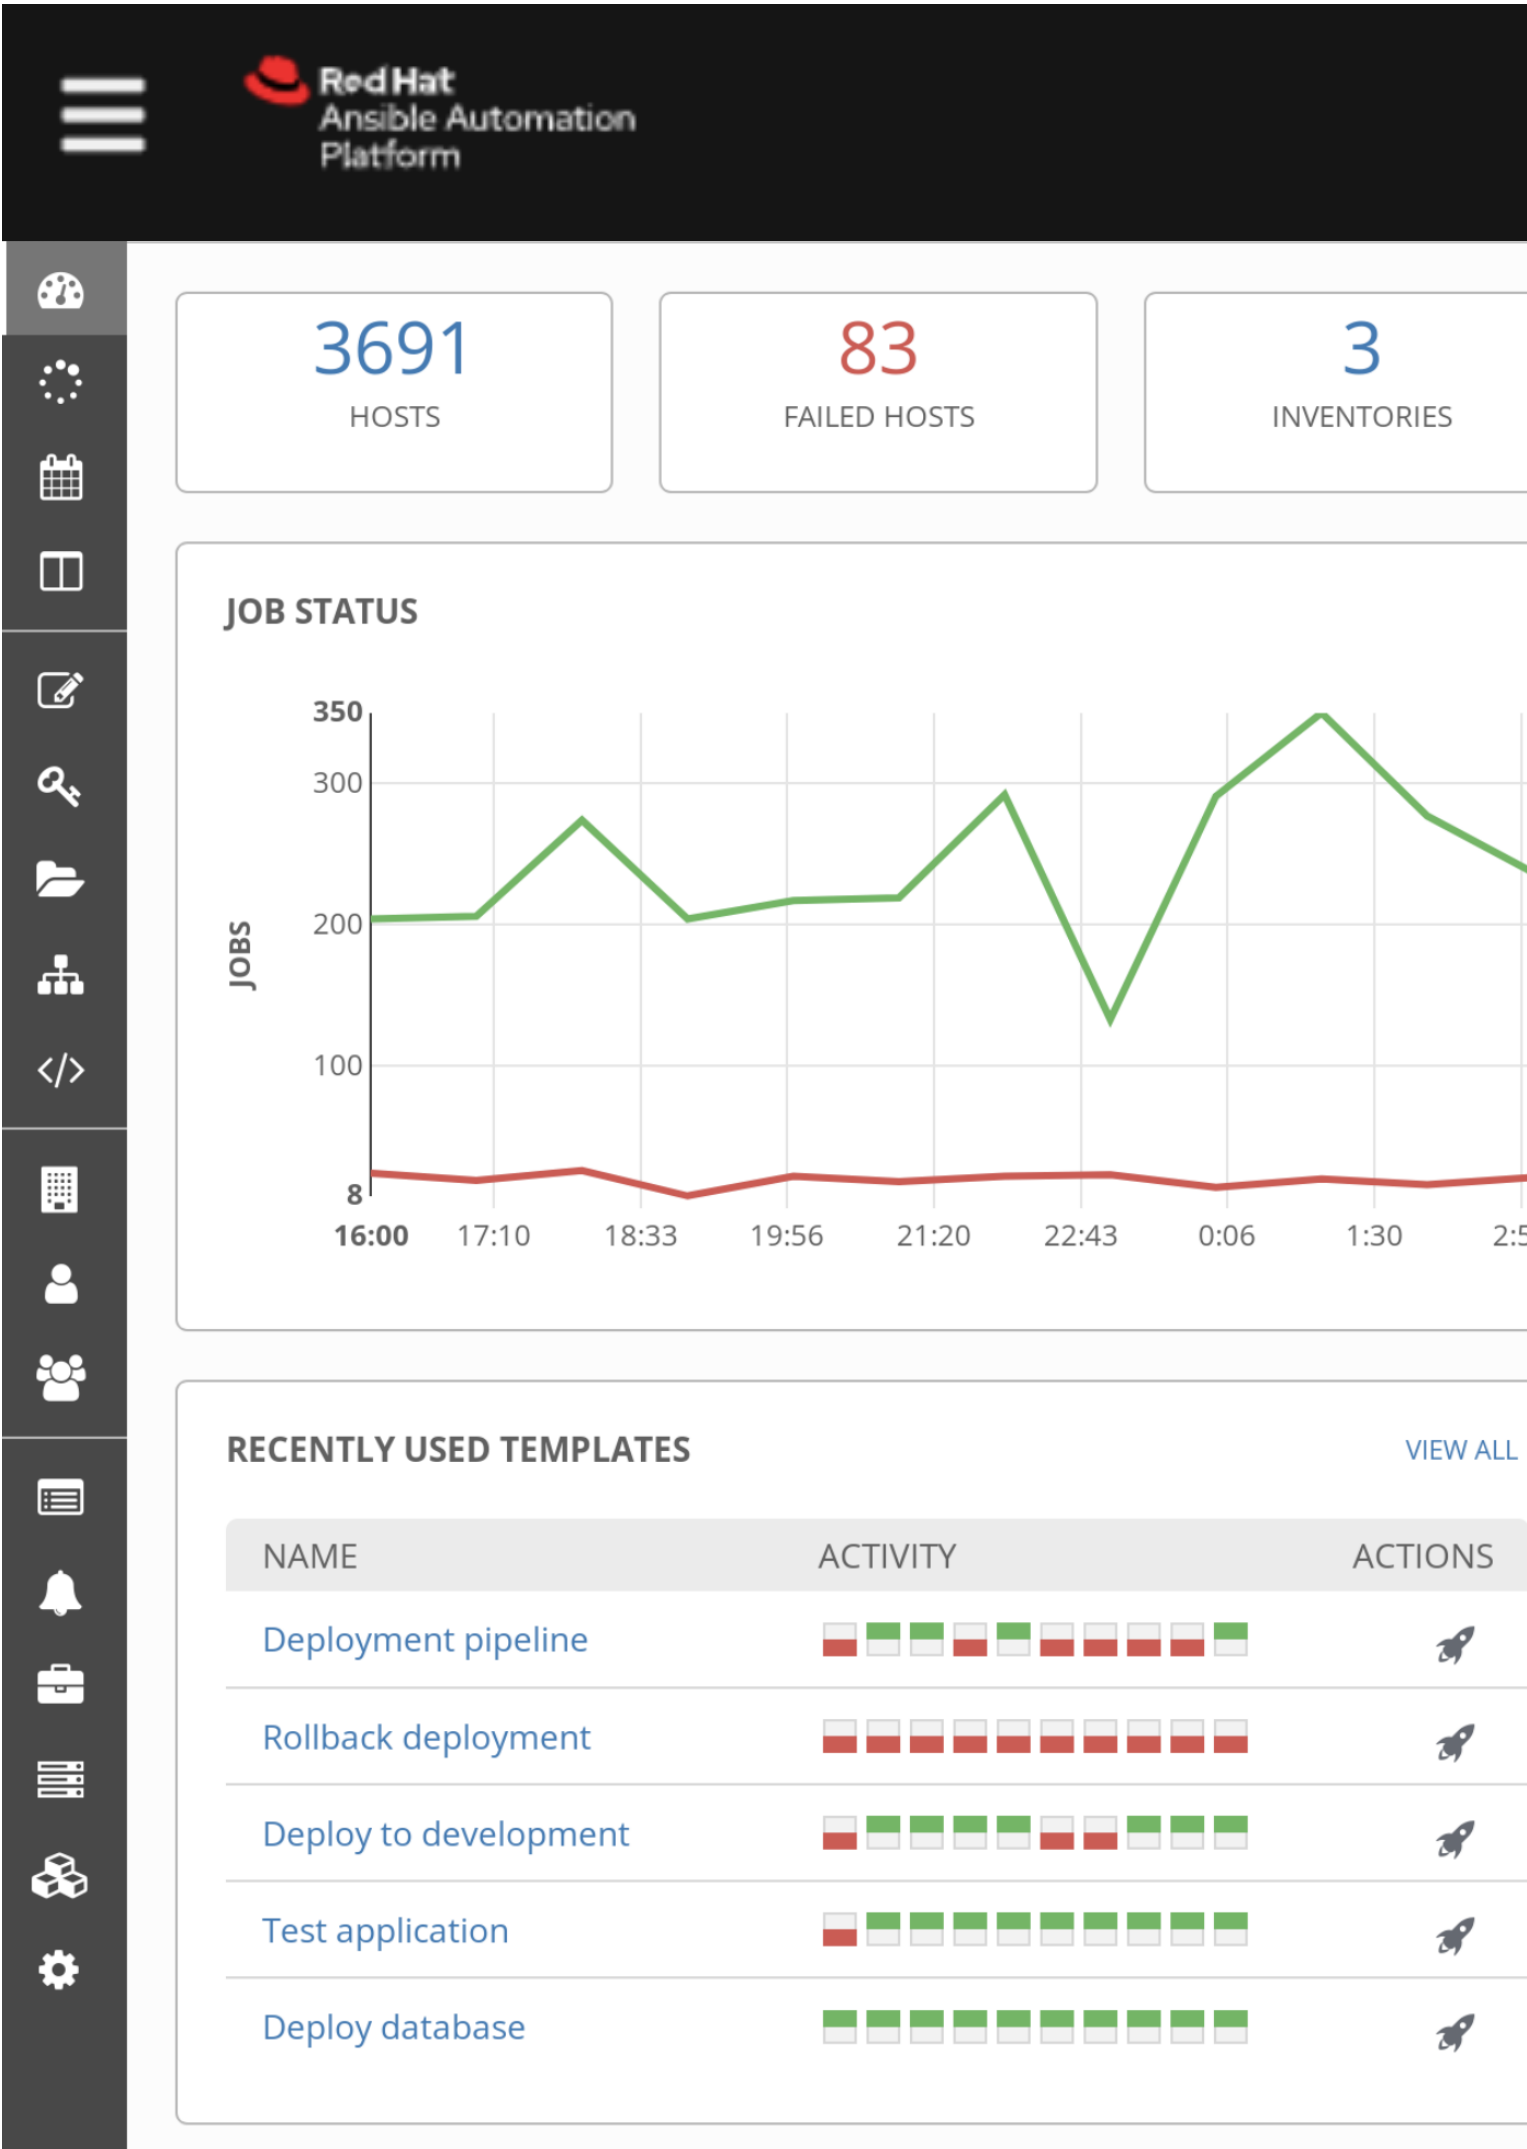 Red Hat
Ansible Automation
Platform
3691
HOSTS
83
FAILED HOSTS
3
INVENTORIES
JOB STATUS
350
300
200
100
8
JOBS
16:00 17:10 18:33 19:56 21:20 22:43 0:06 1:30 2:5
RECENTLY USED TEMPLATES VIEW ALL
NAME ACTIVITY ACTIONS
Deployment pipeline
Rollback deployment
Deploy to development
Test application
Deploy database